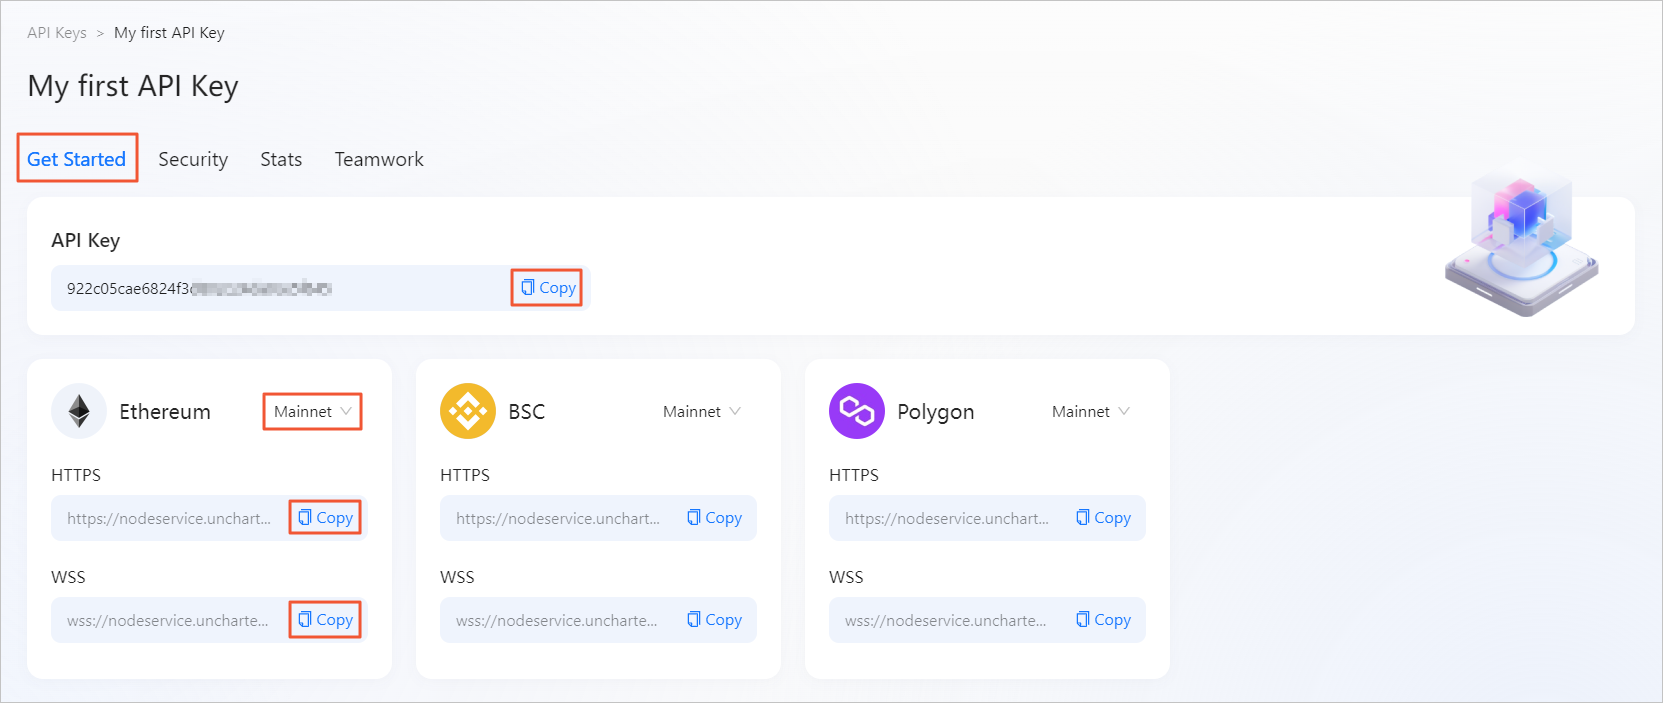 API Keys > My first API Key
My first API Key
Get Started Security Stats Teamwork
API Key
922c05cae6824f3 Copy
Ethereum Mainnet
HTTPS
https://nodeservice.unchart... Copy
WSS
wss://nodeservice.uncharte... Copy
BSC Mainnet
HTTPS
https://nodeservice.unchart... Copy
WSS
wss://nodeservice.uncharte... Copy
Polygon Mainnet
HTTPS
https://nodeservice.unchart... Copy
WSS
wss://nodeservice.uncharte... Copy